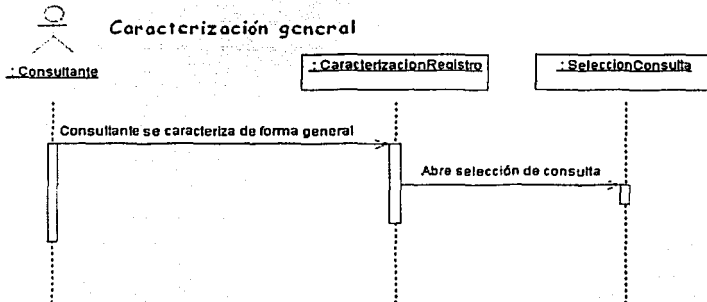 Caracterización general
: Consultante
: CaracterizacionRegistro
: SeleccionConsulta
Consultante se caracteriza de forma general
Abre selección de consulta